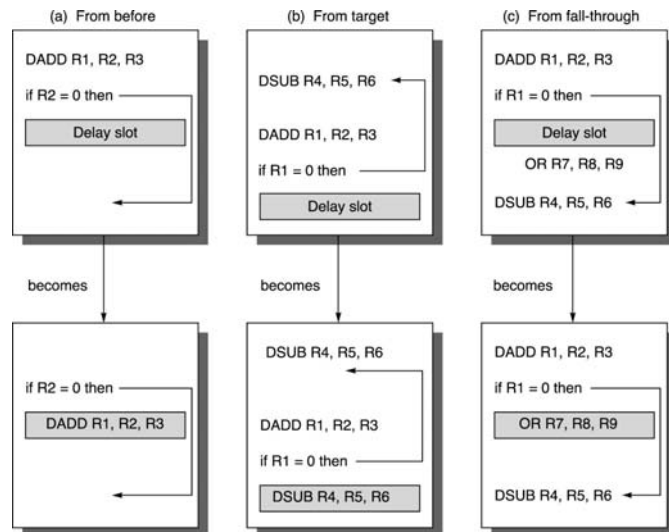 (a) From before
DADD R1, R2, R3
if R2 = 0 then
Delay slot
becomes
if R2 = 0 then
DADD R1, R2, R3
(b) From target
DSUB R4, R5, R6
DADD R1, R2, R3
if R1 = 0 then
Delay slot
becomes
DSUB R4, R5, R6
DADD R1, R2, R3
if R1 = 0 then
DSUB R4, R5, R6
(c) From fall-through
DADD R1, R2, R3
if R1 = 0 then
Delay slot
OR R7, R8, R9
DSUB R4, R5, R6
becomes
DADD R1, R2, R3
if R1 = 0 then
OR R7, R8, R9
DSUB R4, R5, R6